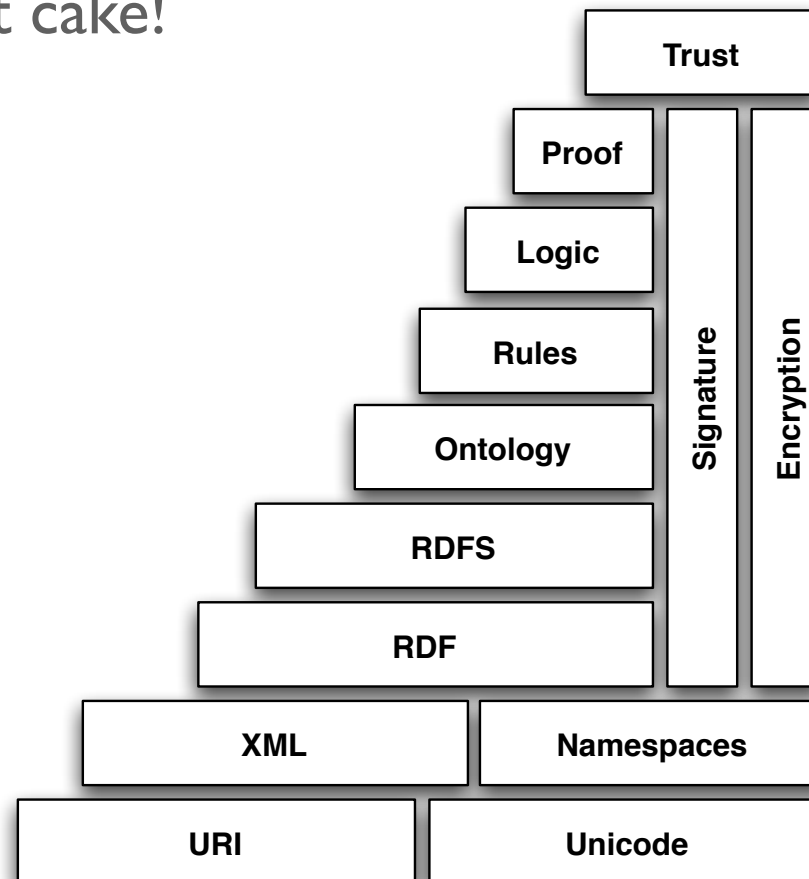 t cake!
Trust
Proof
Logic
Rules
Ontology
RDFS
RDF
Signature
Encryption
XML
Namespaces
URI
Unicode